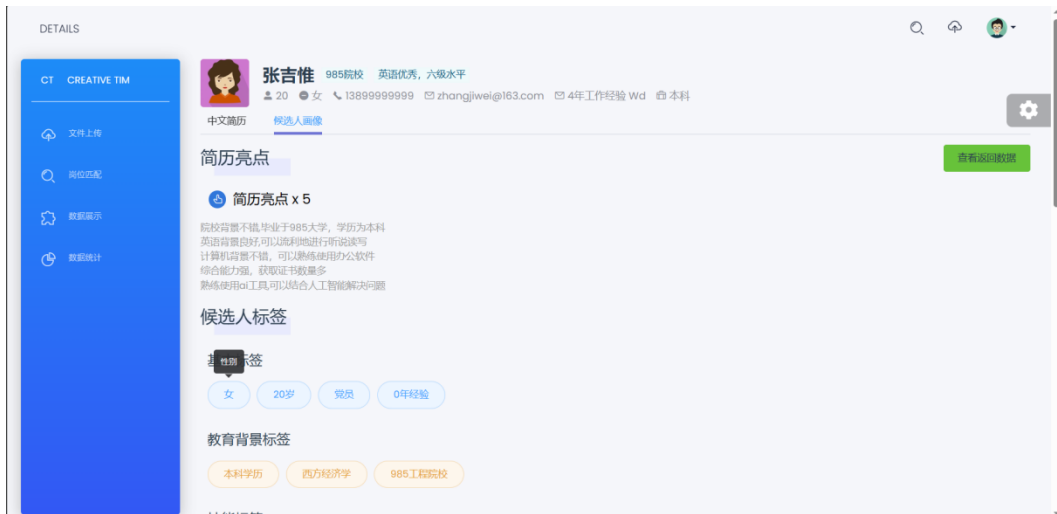 DETAILS
CT CREATIVE TIM
文件上传
岗位匹配
数据展示
数据统计
张吉惟 985院校 英语优秀，六级水平
20 女 13899999999 zhangjiwei@163.com 4年工作经验 Wd 本科
中文简历 候选人画像
简历亮点
查看返回数据
简历亮点 x 5
院校背景不错,毕业于985大学，学历为本科
英语背景良好,可以流利地进行听说读写
计算机背景不错，可以熟练使用办公软件
综合能力强，获取证书数量多
熟练使用ai工具,可以结合人工智能解决问题
候选人标签
性别
标签
女 20岁 党员 0年经验
教育背景标签
本科学历 西方经济学 985工程院校